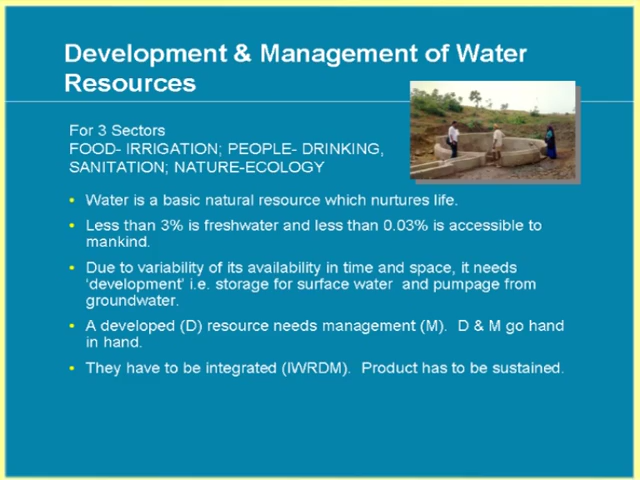 Development & Management of Water
Resources
For 3 Sectors
FOOD- IRRIGATION; PEOPLE- DRINKING,
SANITATION; NATURE-ECOLOGY
• Water is a basic natural resource which nurtures life.
• Less than 3% is freshwater and less than 0.03% is accessible to
mankind.
• Due to variability of its availability in time and space, it needs
‘development’ i.e. storage for surface water and pumpage from
groundwater.
• A developed (D) resource needs management (M). D & M go hand
in hand.
• They have to be integrated (IWRDM). Product has to be sustained.